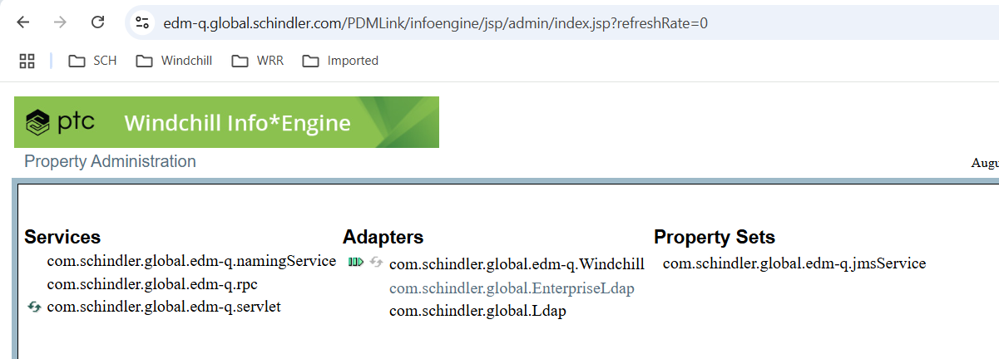 edm-q.global.schindler.com/PDMLink/infoengine/jsp/admin/index.jsp?refreshRate=0
SCH Windchill WRR Imported
ptc Windchill Info*Engine
Property Administration
Augu
Services
com.schindler.global.edm-q.namingService
com.schindler.global.edm-q.rpc
com.schindler.global.edm-q.servlet
Adapters
com.schindler.global.edm-q.Windchill
com.schindler.global.EnterpriseLdap
com.schindler.global.Ldap
Property Sets
com.schindler.global.edm-q.jmsService